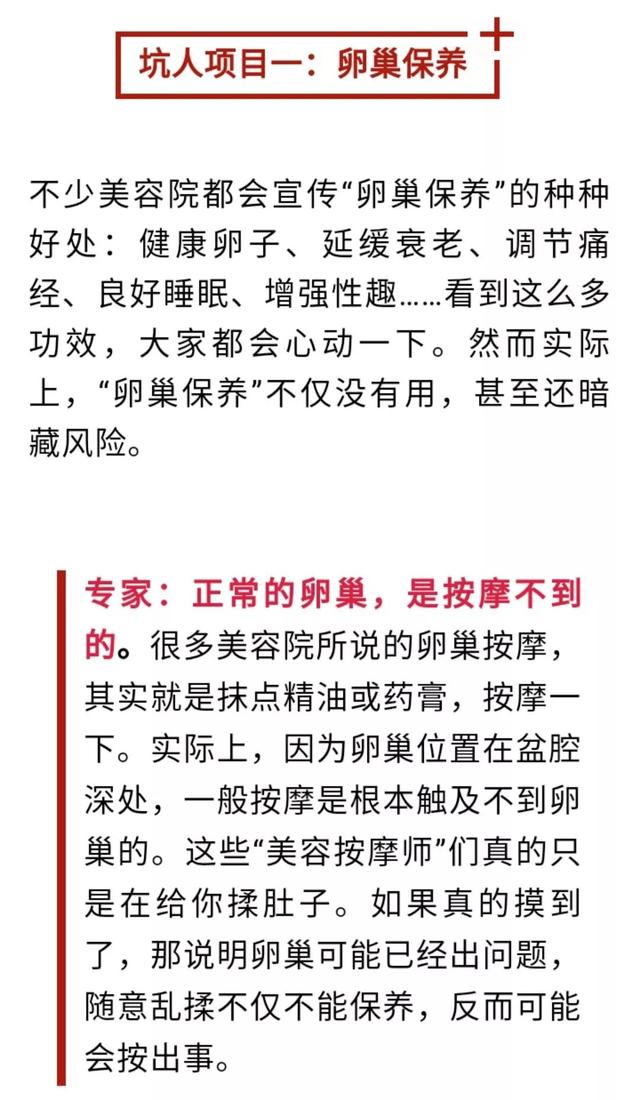 坑人项目一：卵巢保养
不少美容院都会宣传“卵巢保养”的种种
好处：健康卵子、延缓衰老、调节痛
经、良好睡眠、增强性趣……看到这么多
功效，大家都会心动一下。然而实际
上，“卵巢保养”不仅没有用，甚至还暗
藏风险。
专家：正常的卵巢，是按摩不到
的。很多美容院所说的卵巢按摩，
其实就是抹点精油或药膏，按摩一
下。实际上，因为卵巢位置在盆腔
深处，一般按摩是根本触及不到卵
巢的。这些“美容按摩师”们真的只
是在给你揉肚子。如果真的摸到
了，那说明卵巢可能已经出问题，
随意乱揉不仅不能保养，反而可能
会按出事。